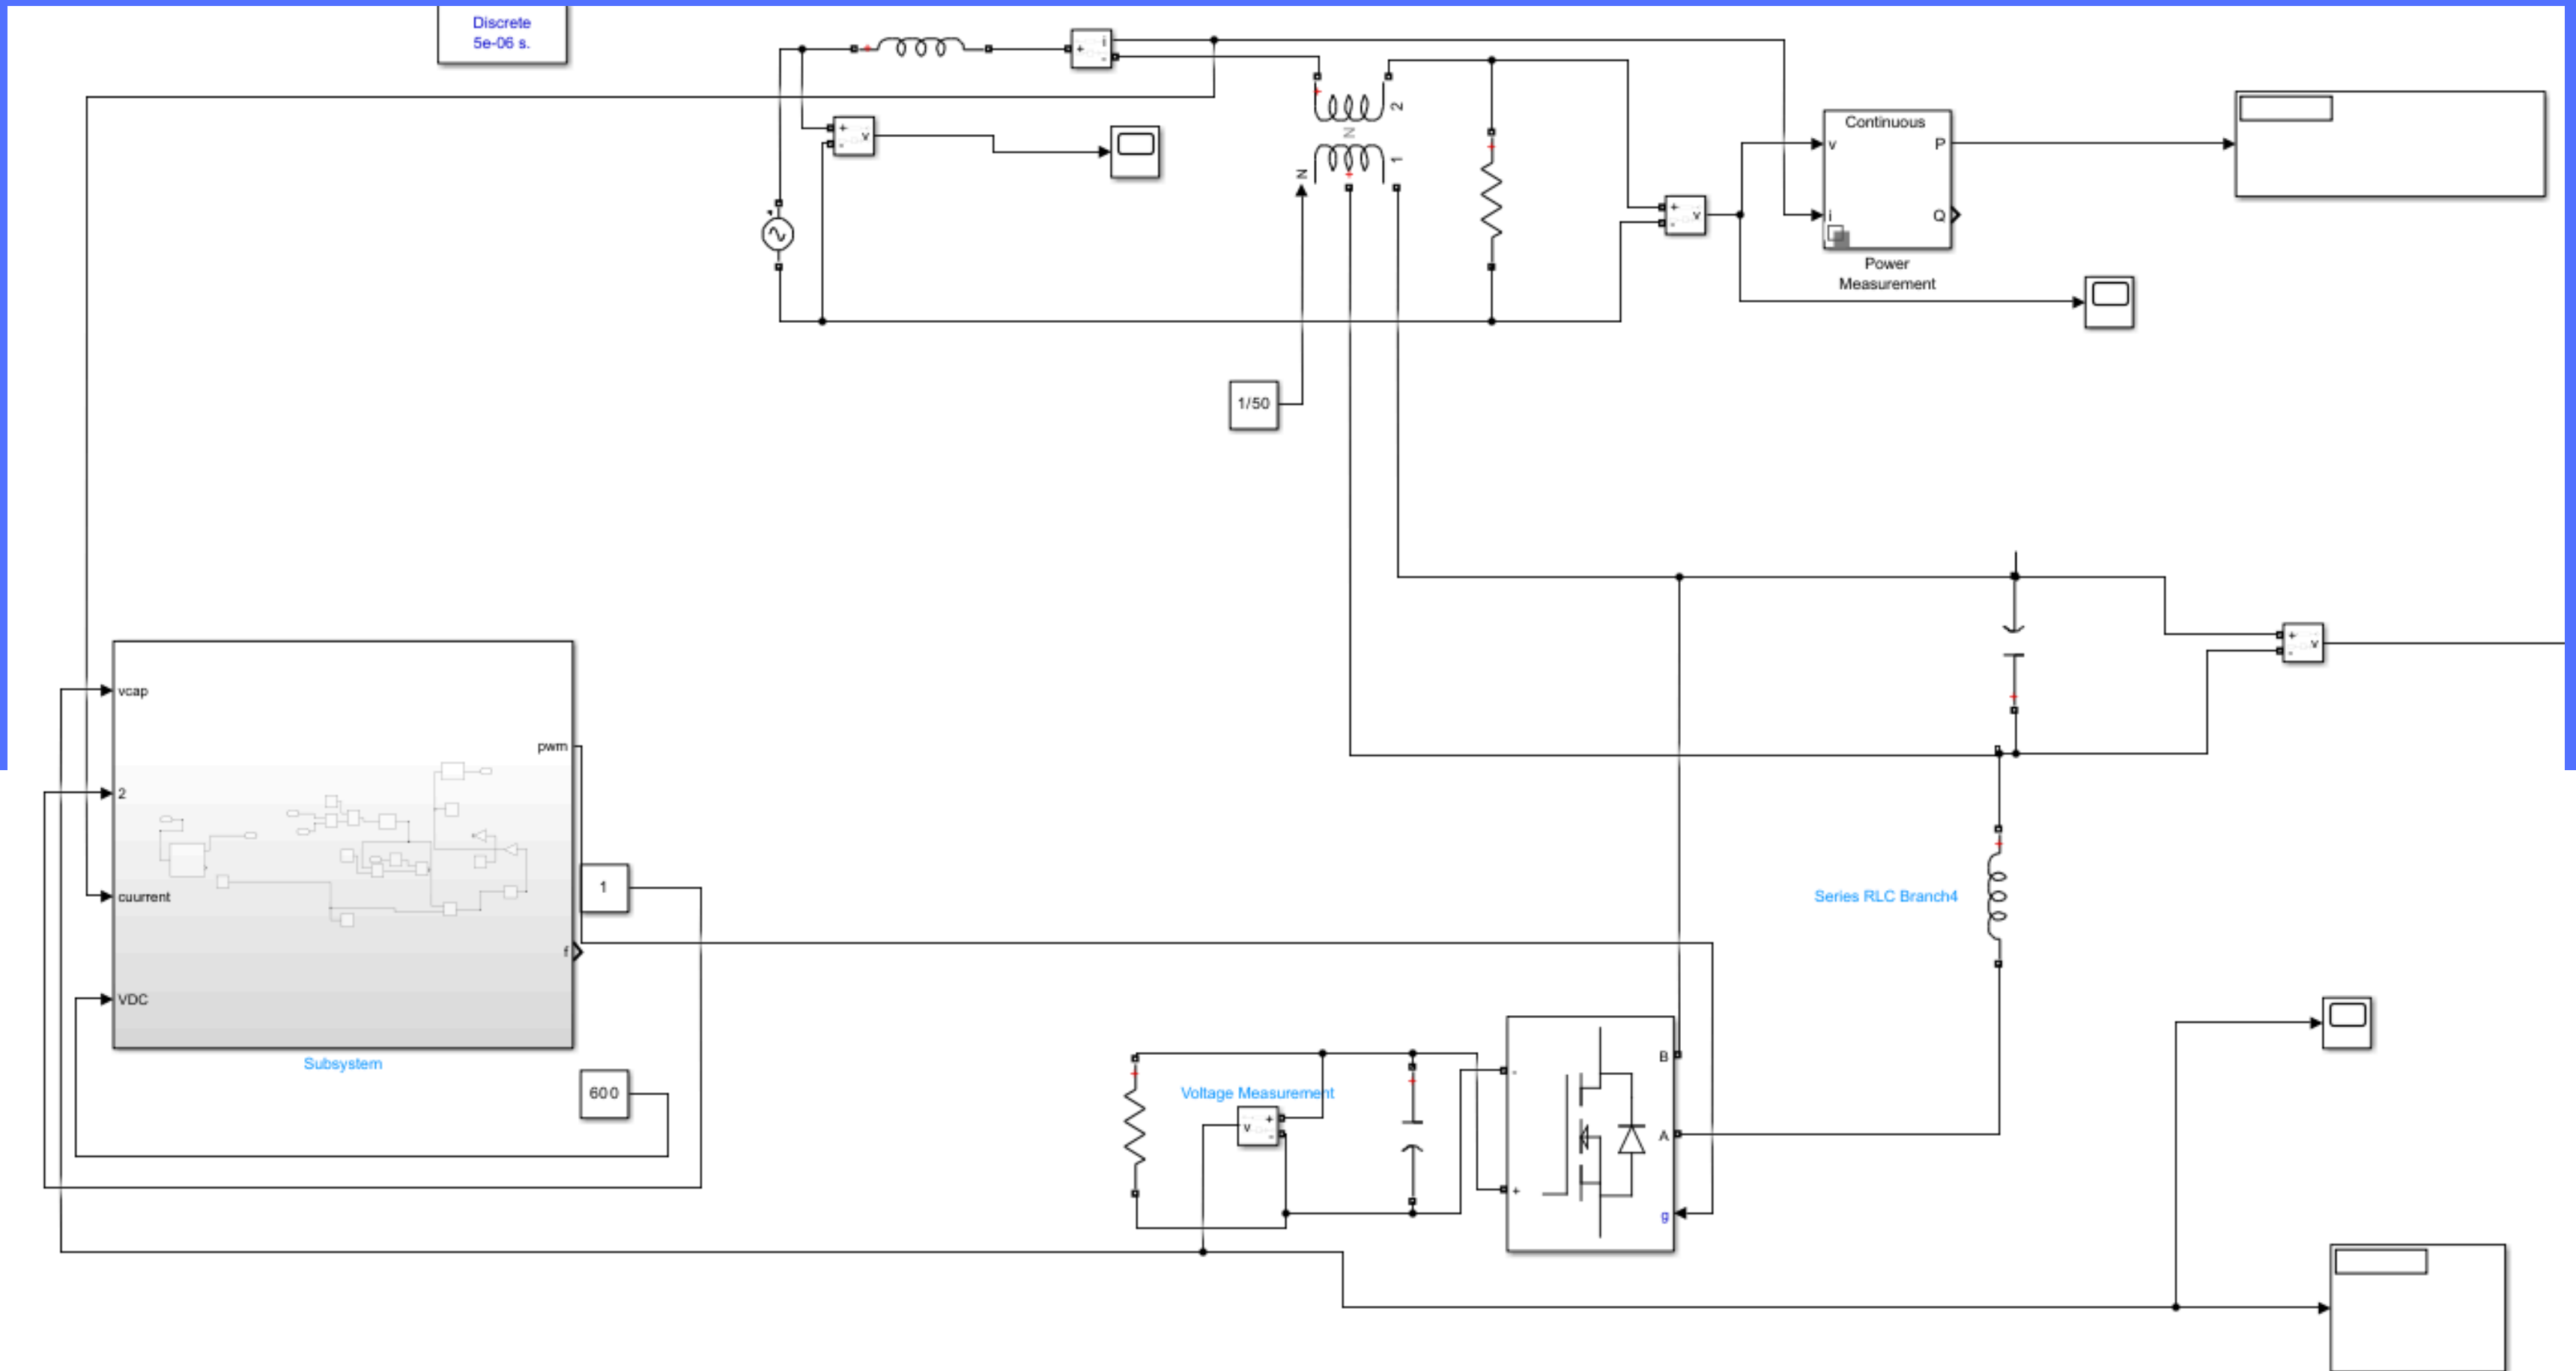 Discrete
5e-06 s.
+
i
-
+
-
v
2
N
1
N
Continuous
v
P
i
Q
Power
Measurement
+
-
v
1/50
+
-
v
vcap
pwm
2
1
cuurrent
f
VDC
Subsystem
600
Series RLC Branch4
Voltage Measurement
+
v
-
B
-
A
+
g